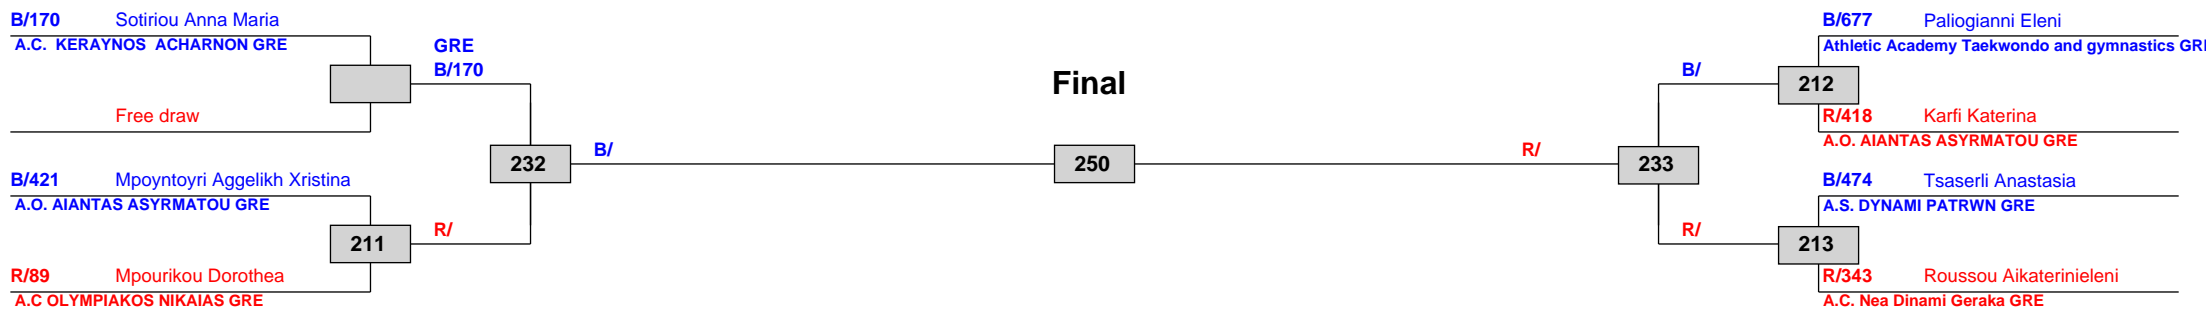 B/170 Sotiriou Anna Maria
A.C. KERAYNOS ACHARNON GRE
GRE
B/170
Free draw
232
B/
B/421 Mpoyntoyri Aggelikh Xristina
A.O. AIANTAS ASYRMATOU GRE
211
R/
R/89 Mpourikou Dorothea
A.C OLYMPIAKOS NIKAIAS GRE
Final
250
B/677 Paliogianni Eleni
Athletic Academy Taekwondo and gymnastics GRE
B/
212
R/418 Karfi Katerina
A.O. AIANTAS ASYRMATOU GRE
R/
233
B/474 Tsaserli Anastasia
A.S. DYNAMI PATRWN GRE
R/
213
R/343 Roussou Aikaterinieleni
A.C. Nea Dinami Geraka GRE